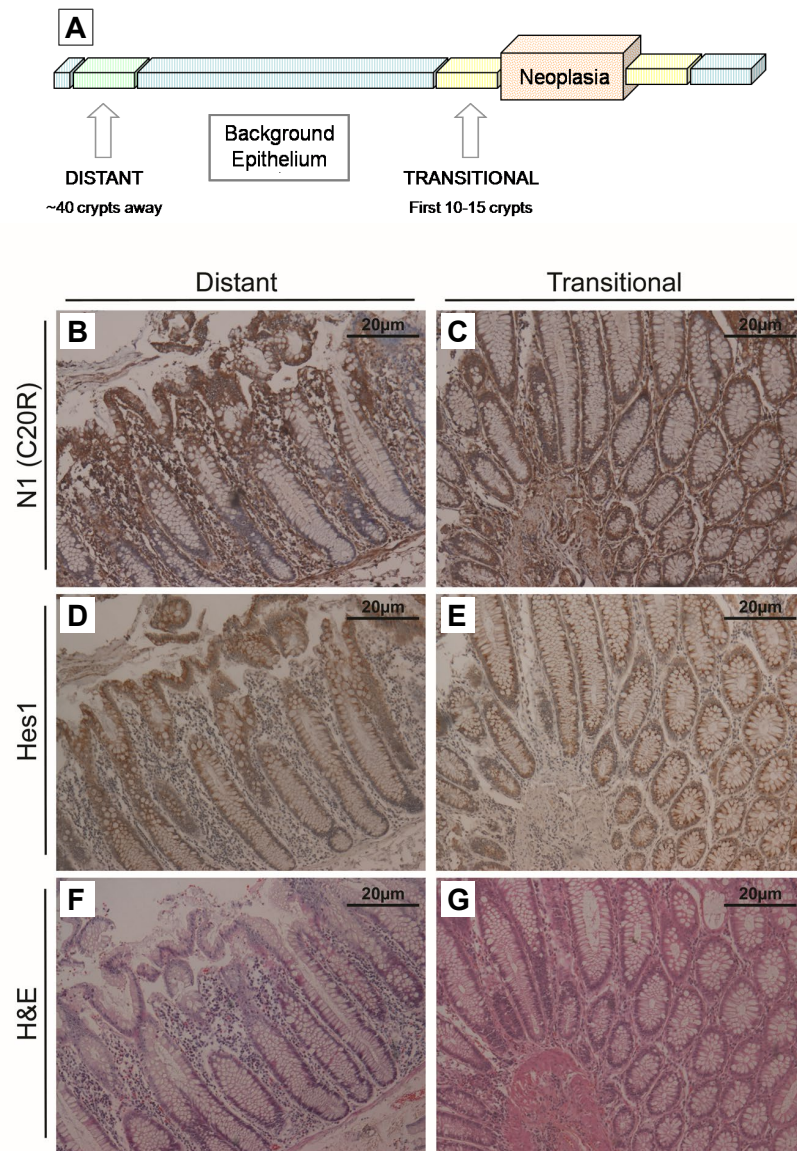 A
Neoplasia
Background
Epithelium
DISTANT
~40 crypts away
TRANSITIONAL
First 10-15 crypts
Distant
Transitional
N1 (C20R)
B
20µm
C
20µm
Hes1
D
20µm
E
20µm
H&E
F
20µm
G
20µm